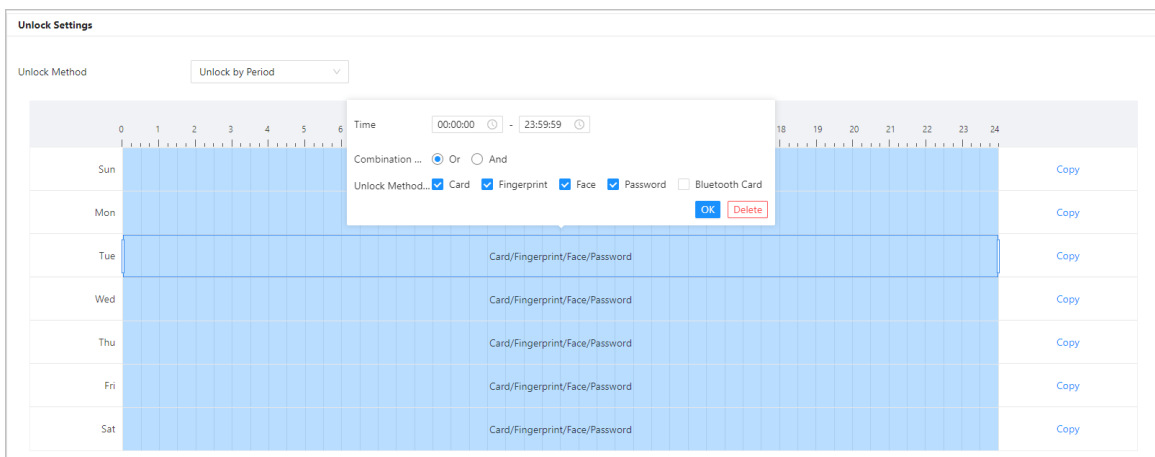 Unlock Settings
Unlock Method Unlock by Period
0 1 2 3 4 5 6 18 19 20 21 22 23 24
Time 00:00:00 - 23:59:59
Combination ... Or And
Unlock Method... Card Fingerprint Face Password Bluetooth Card
OK Delete
Sun Copy
Mon Copy
Tue Card/Fingerprint/Face/Password Copy
Wed Card/Fingerprint/Face/Password Copy
Thu Card/Fingerprint/Face/Password Copy
Fri Card/Fingerprint/Face/Password Copy
Sat Card/Fingerprint/Face/Password Copy